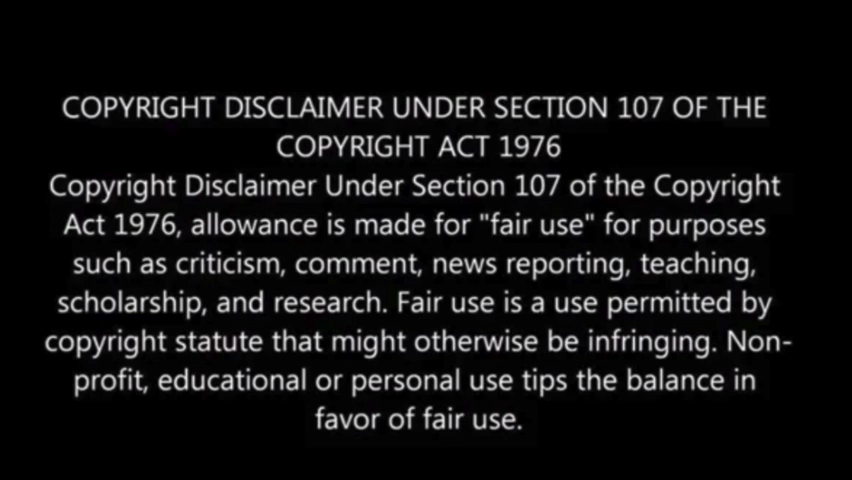 COPYRIGHT DISCLAIMER UNDER SECTION 107 OF THE
COPYRIGHT ACT 1976
Copyright Disclaimer Under Section 107 of the Copyright
Act 1976, allowance is made for "fair use" for purposes
such as criticism, comment, news reporting, teaching,
scholarship, and research. Fair use is a use permitted by
copyright statute that might otherwise be infringing. Non-
profit, educational or personal use tips the balance in
favor of fair use.